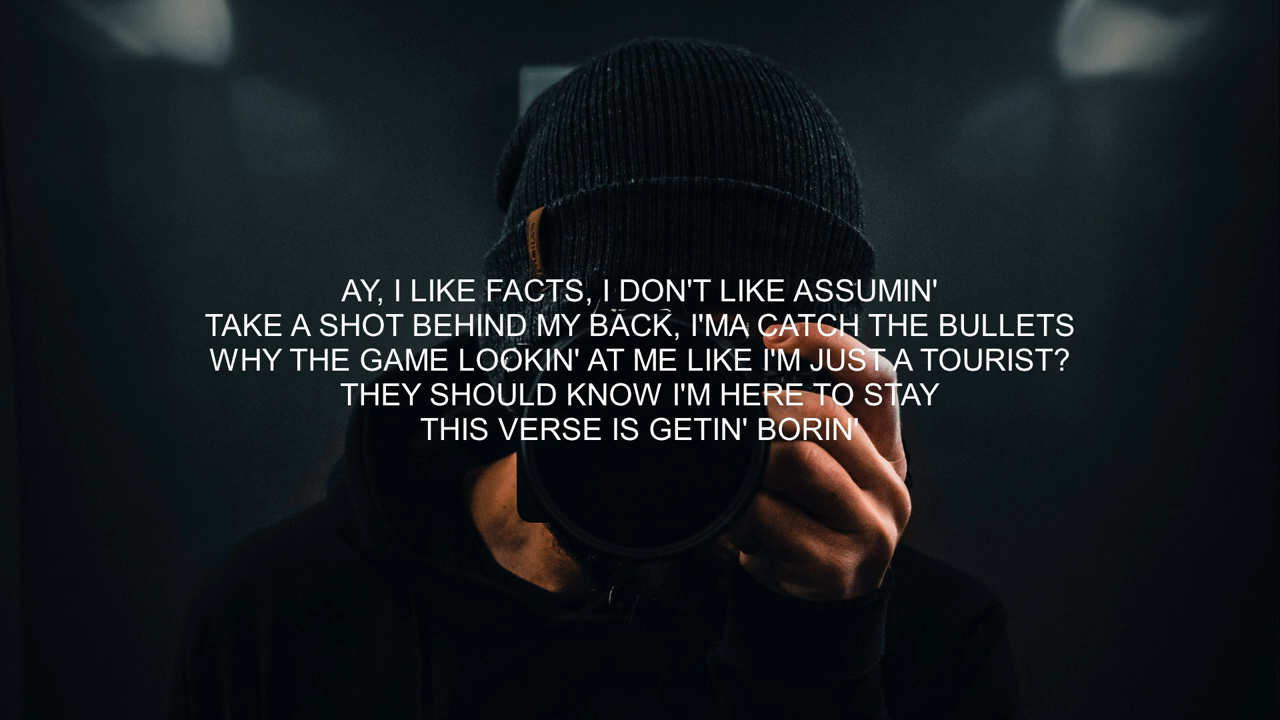 AY, I LIKE FACTS, I DON'T LIKE ASSUMIN'
TAKE A SHOT BEHIND MY BACK, I'MA CATCH THE BULLETS
WHY THE GAME LOOKIN' AT ME LIKE I'M JUST A TOURIST?
THEY SHOULD KNOW I'M HERE TO STAY
THIS VERSE IS GETIN' BORIN'